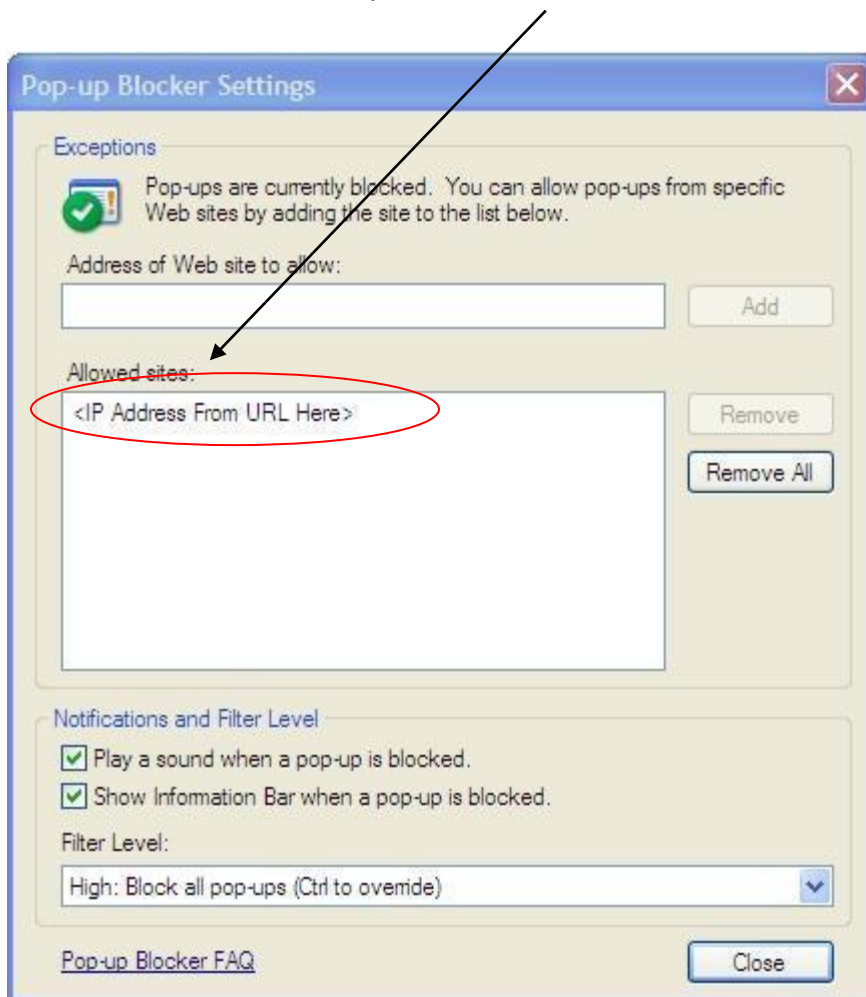 Pop-up Blocker Settings
Exceptions
Pop-ups are currently blocked. You can allow pop-ups from specific
Web sites by adding the site to the list below.
Address of Web site to allow:
Add
Allowed sites:
<IP Address From URL Here>
Remove
Remove All
Notifications and Filter Level
Play a sound when a pop-up is blocked.
Show Information Bar when a pop-up is blocked.
Filter Level:
High: Block all pop-ups (Ctrl to override)
Pop-up Blocker FAQ
Close